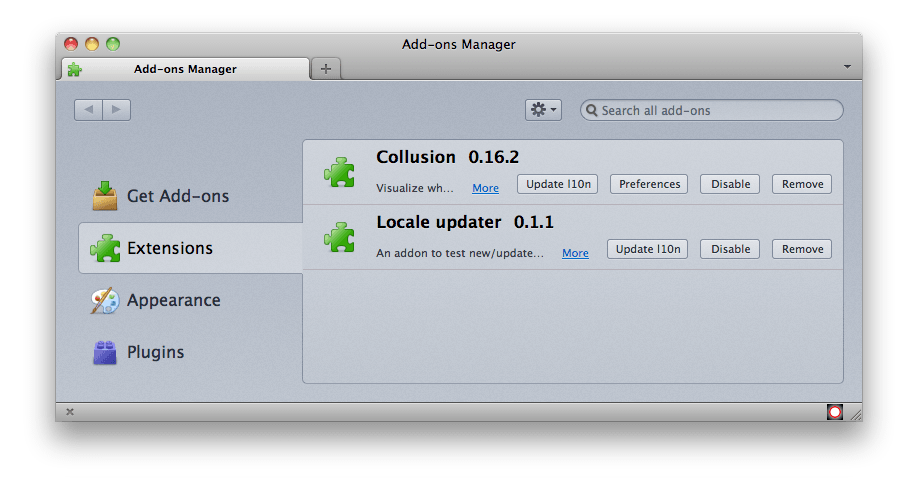 Add-ons Manager
Add-ons Manager
Search all add-ons
Get Add-ons
Extensions
Appearance
Plugins
Collusion 0.16.2
Visualize wh... More Update l10n Preferences Disable Remove
Locale updater 0.1.1
An addon to test new/update... More Update l10n Disable Remove